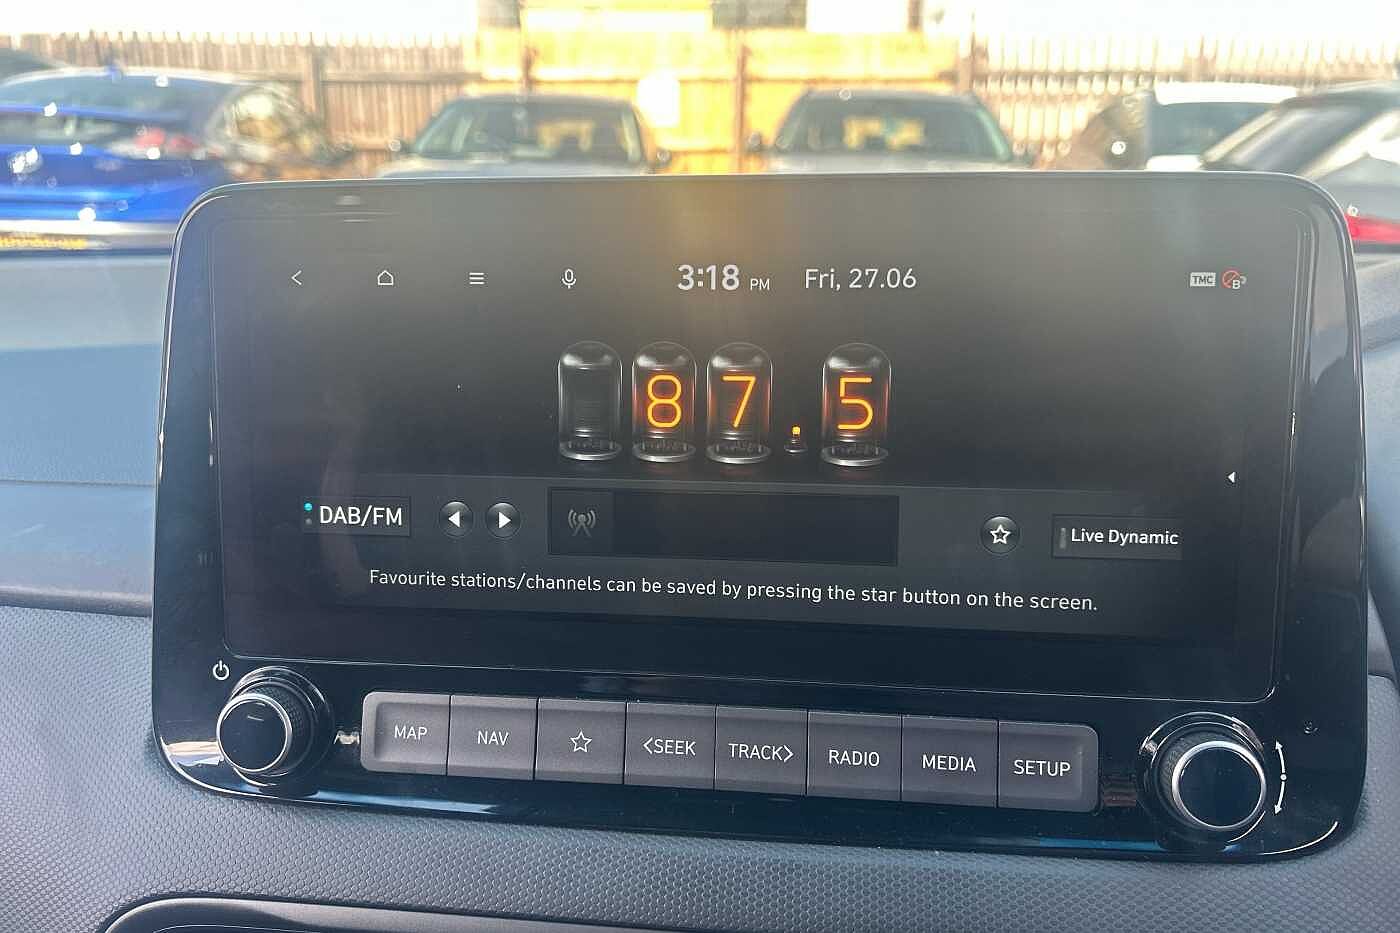 3:18 PM Fri, 27.06 TMC B
87.5
DAB/FM
Live Dynamic
Favourite stations/channels can be saved by pressing the star button on the screen.
MAP
NAV
<SEEK
TRACK>
RADIO
MEDIA
SETUP